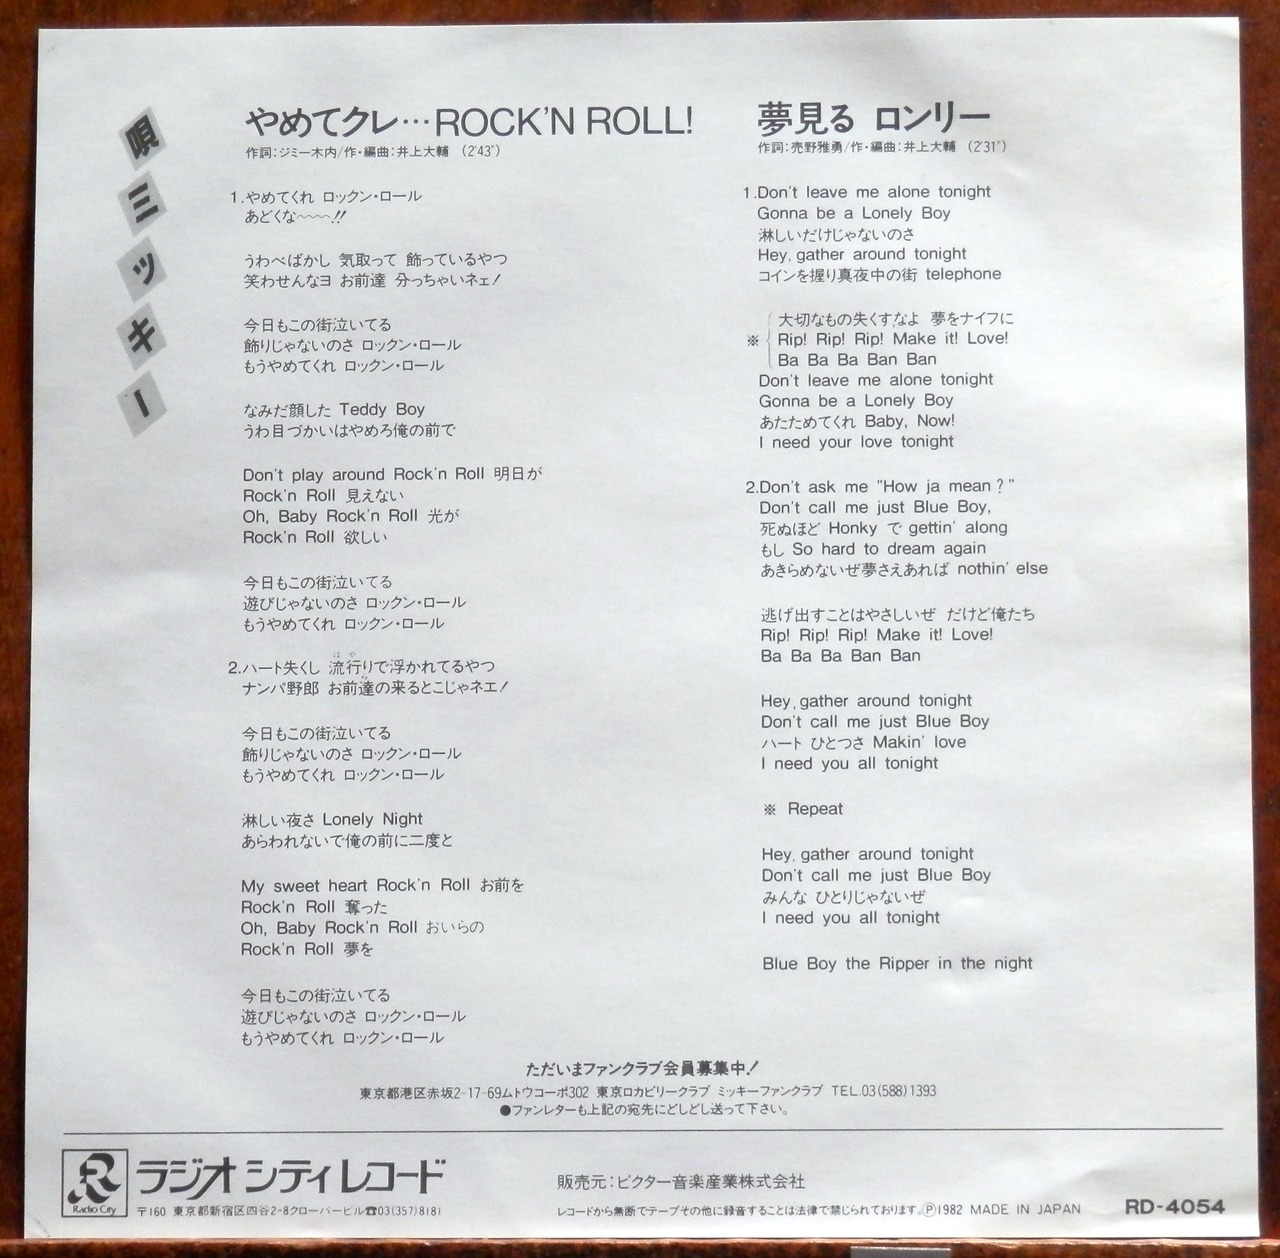 唄 ミッキー
やめてクレ…ROCK'N ROLL!
作詞:ジミー木内/作・編曲:井上大輔 (2'43")
1.やめてくれ ロックン・ロール
あどくな〜〜〜!!
うわべばかし 気取って 飾っているやつ
笑わせんなヨ お前達 分っちゃいネェ!
今日もこの街泣いてる
飾りじゃないのさ ロックン・ロール
もうやめてくれ ロックン・ロール
なみだ顔した Teddy Boy
うわ目づかいはやめろ俺の前で
Don't play around Rock'n Roll 明日が
Rock'n Roll 見えない
Oh, Baby Rock'n Roll 光が
Rock'n Roll 欲しい
今日もこの街泣いてる
遊びじゃないのさ ロックン・ロール
もうやめてくれ ロックン・ロール
はや
2.ハート失くし 流行りで浮かれてるやつ
ナンパ野郎 お前達の来るとこじゃネエ!
今日もこの街泣いてる
飾りじゃないのさ ロックン・ロール
もうやめてくれ ロックン・ロール
淋しい夜さ Lonely Night
あらわれないで俺の前に二度と
My sweet heart Rock'n Roll お前を
Rock'n Roll 奪った
Oh, Baby Rock'n Roll おいらの
Rock'n Roll 夢を
今日もこの街泣いてる
遊びじゃないのさ ロックン・ロール
もうやめてくれ ロックン・ロール
夢見る ロンリー
作詞:売野雅勇/作・編曲:井上大輔 (2'31")
1.Don't leave me alone tonight
Gonna be a Lonely Boy
淋しいだけじゃないのさ
Hey, gather around tonight
コインを握り真夜中の街 telephone
大切なもの失くすなよ 夢をナイフに
※ Rip! Rip! Rip! Make it! Love!
Ba Ba Ba Ban Ban
Don't leave me alone tonight
Gonna be a Lonely Boy
あたためてくれ Baby, Now!
I need your love tonight
2.Don't ask me "How ja mean?"
Don't call me just Blue Boy,
死ぬほど Honky で gettin' along
もし So hard to dream again
あきらめないぜ夢さえあれば nothin' else
逃げ出すことはやさしいぜ だけど俺たち
Rip! Rip! Rip! Make it! Love!
Ba Ba Ba Ban Ban
Hey, gather around tonight
Don't call me just Blue Boy
ハート ひとつさ Makin' love
I need you all tonight
※ Repeat
Hey, gather around tonight
Don't call me just Blue Boy
みんな ひとりじゃないぜ
I need you all tonight
Blue Boy the Ripper in the night
ただいまファンクラブ会員募集中!
東京都港区赤坂2-17-69ムトウコーポ302 東京ロカビリークラブ ミッキーファンクラブ TEL.03(588)1393
●ファンレターも上記の宛先にどしどし送って下さい。
Radio City
ラジオ シティ レコード
〒160 東京都新宿区四谷2-8クローバービル☎03(357)8181
販売元:ビクター音楽産業株式会社
レコードから無断でテープその他に録音することは法律で禁じられております。Ⓟ1982 MADE IN JAPAN
RD-4054